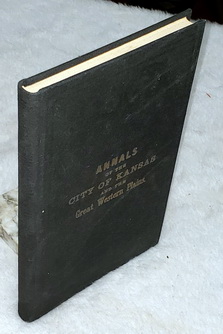 ANNALS
OF THE
CITY OF KANSAS
AND THE
Great Western Plains.